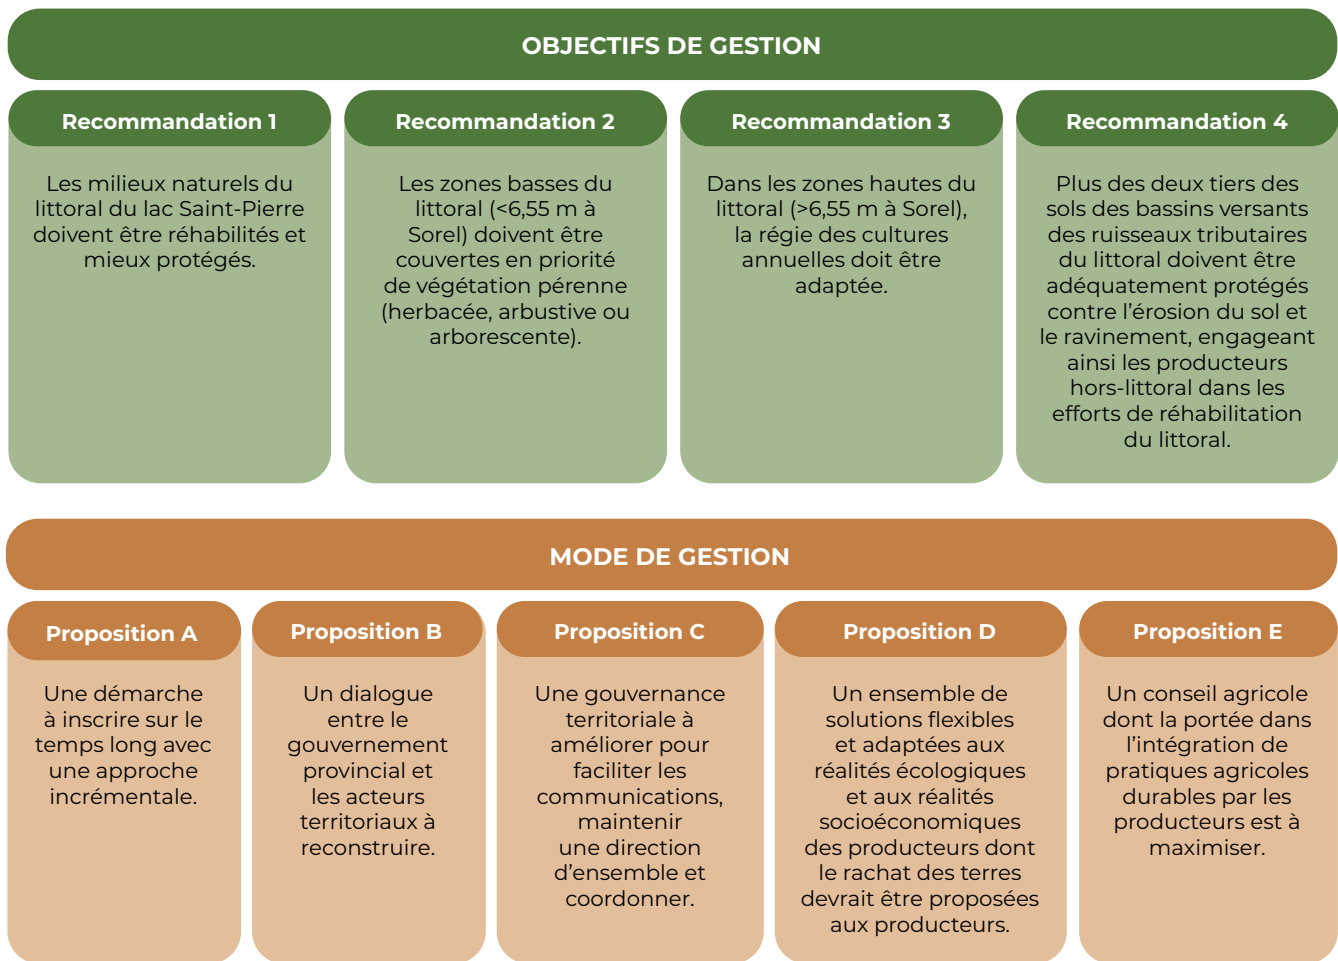 OBJECTIFS DE GESTION
Recommandation 1
Les milieux naturels du
littoral du lac Saint-Pierre
doivent être réhabilités et
mieux protégés.
Recommandation 2
Les zones basses du
littoral (<6,55 m à
Sorel) doivent être
couvertes en priorité
de végétation pérenne
(herbacée, arbustive ou
arborescente).
Recommandation 3
Dans les zones hautes du
littoral (>6,55 m à Sorel),
la régie des cultures
annuelles doit être
adaptée.
Recommandation 4
Plus des deux tiers des
sols des bassins versants
des ruisseaux tributaires
du littoral doivent être
adéquatement protégés
contre l’érosion du sol et
le ravinement, engageant
ainsi les producteurs
hors-littoral dans les
efforts de réhabilitation
du littoral.
MODE DE GESTION
Proposition A
Une démarche
à inscrire sur le
temps long avec
une approche
incrémentale.
Proposition B
Un dialogue
entre le
gouvernement
provincial et
les acteurs
territoriaux à
reconstruire.
Proposition C
Une gouvernance
territoriale à
améliorer pour
faciliter les
communications,
maintenir
une direction
d’ensemble et
coordonner.
Proposition D
Un ensemble de
solutions flexibles
et adaptées aux
réalités écologiques
et aux réalités
socioéconomiques
des producteurs dont
le rachat des terres
devrait être proposées
aux producteurs.
Proposition E
Un conseil agricole
dont la portée dans
l’intégration de
pratiques agricoles
durables par les
producteurs est à
maximiser.